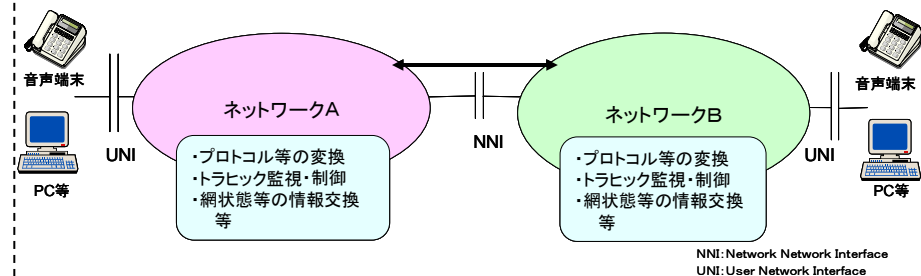 音声端末
PC等
UNI
ネットワークA
・プロトコル等の変換
・トラヒック監視・制御
・網状態等の情報交換
等
NNI
ネットワークB
・プロトコル等の変換
・トラヒック監視・制御
・網状態等の情報交換
等
UNI
音声端末
PC等
NNI:Network Network Interface
UNI:User Network Interface